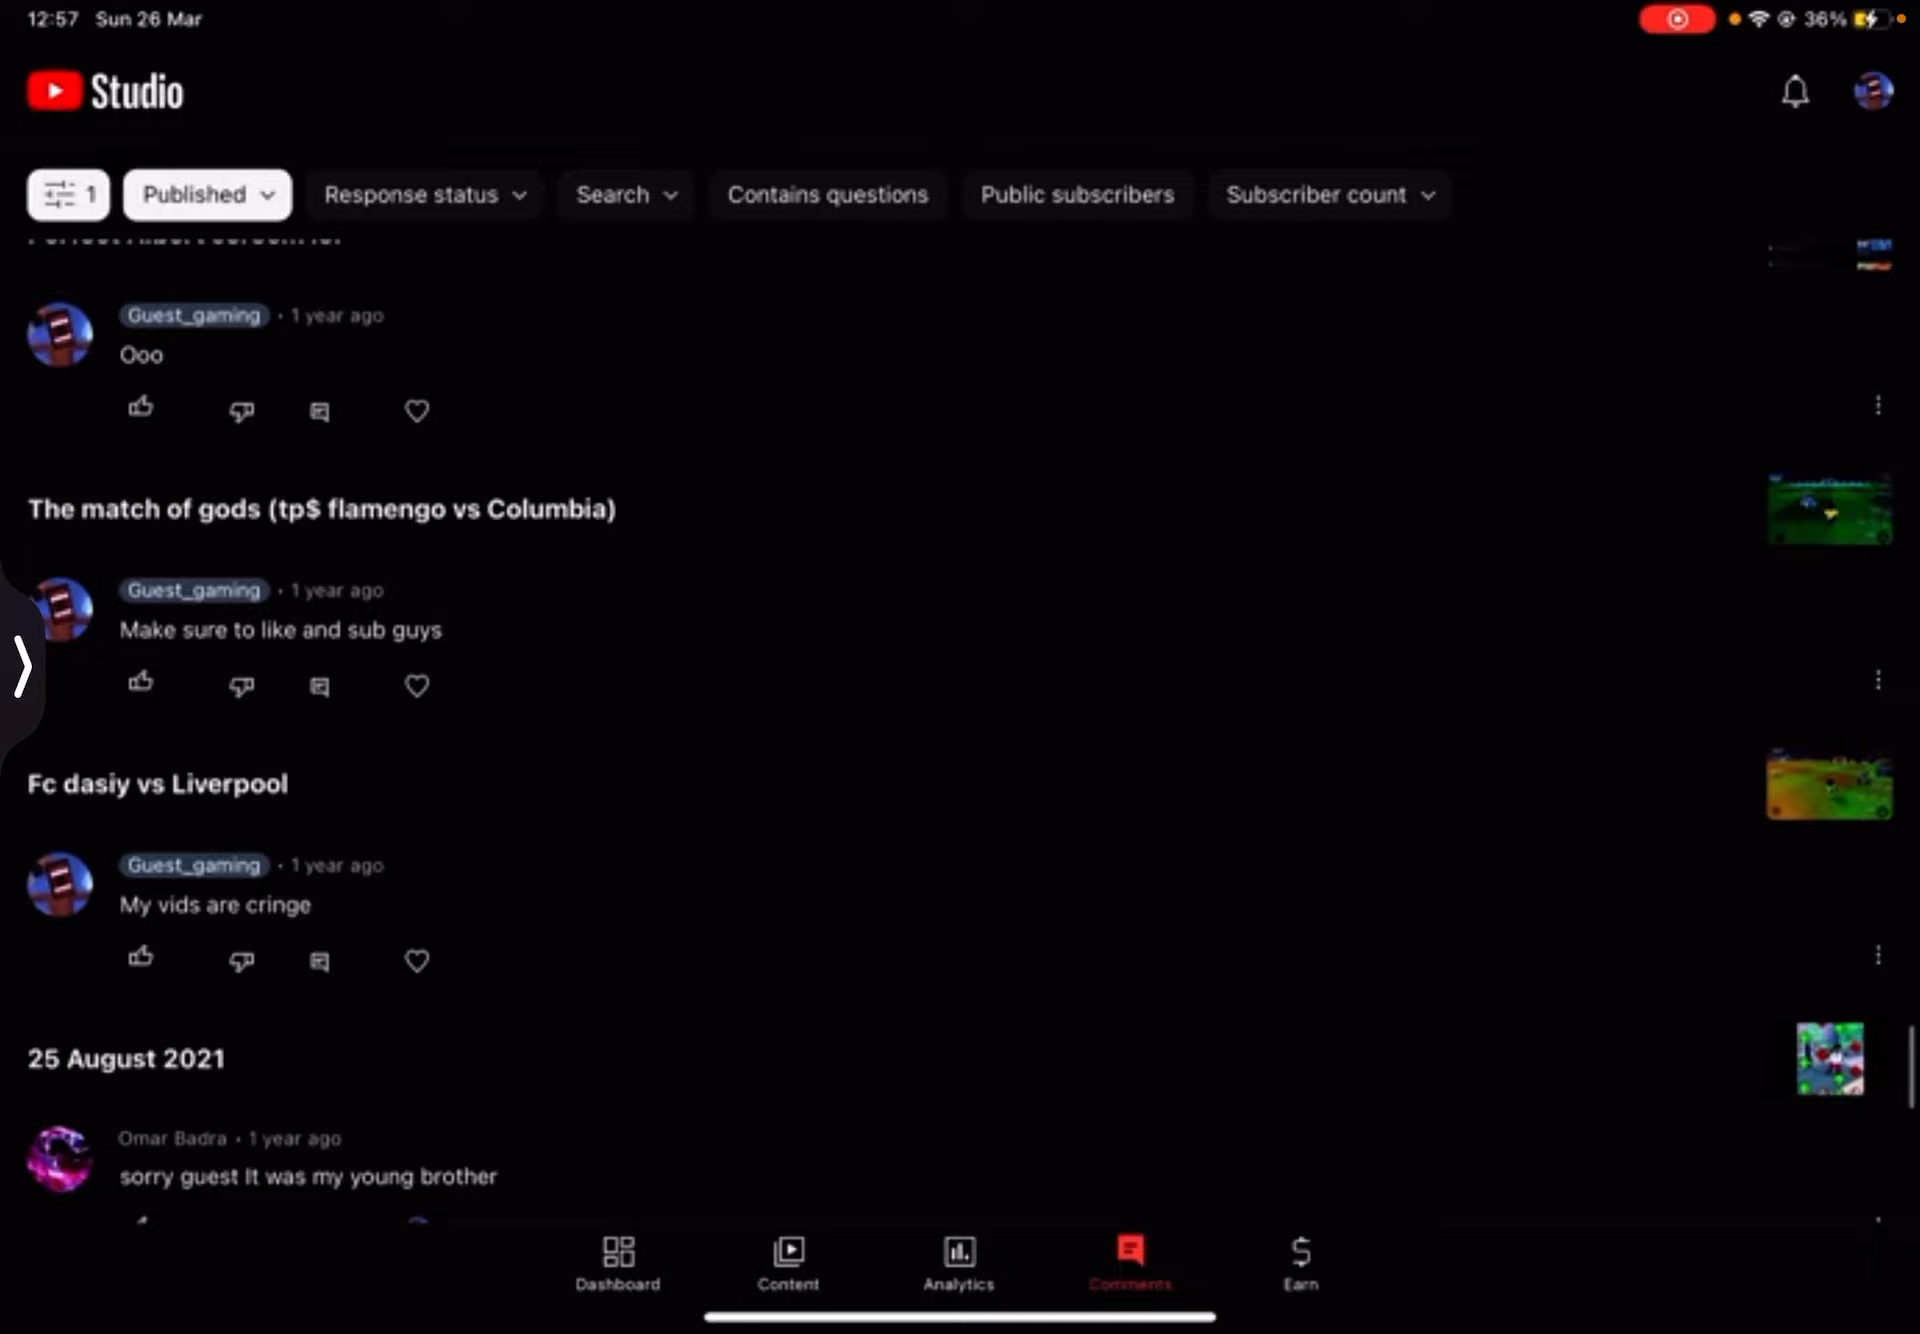 12:57 Sun 26 Mar
36%
Studio
1 Published Response status Search Contains questions Public subscribers Subscriber count
Guest_gaming • 1 year ago
Ooo
The match of gods (tp$ flamengo vs Columbia)
Guest_gaming • 1 year ago
Make sure to like and sub guys
Fc dasiy vs Liverpool
Guest_gaming • 1 year ago
My vids are cringe
25 August 2021
Omar Badra • 1 year ago
sorry guest It was my young brother
Dashboard Content Analytics Comments Earn